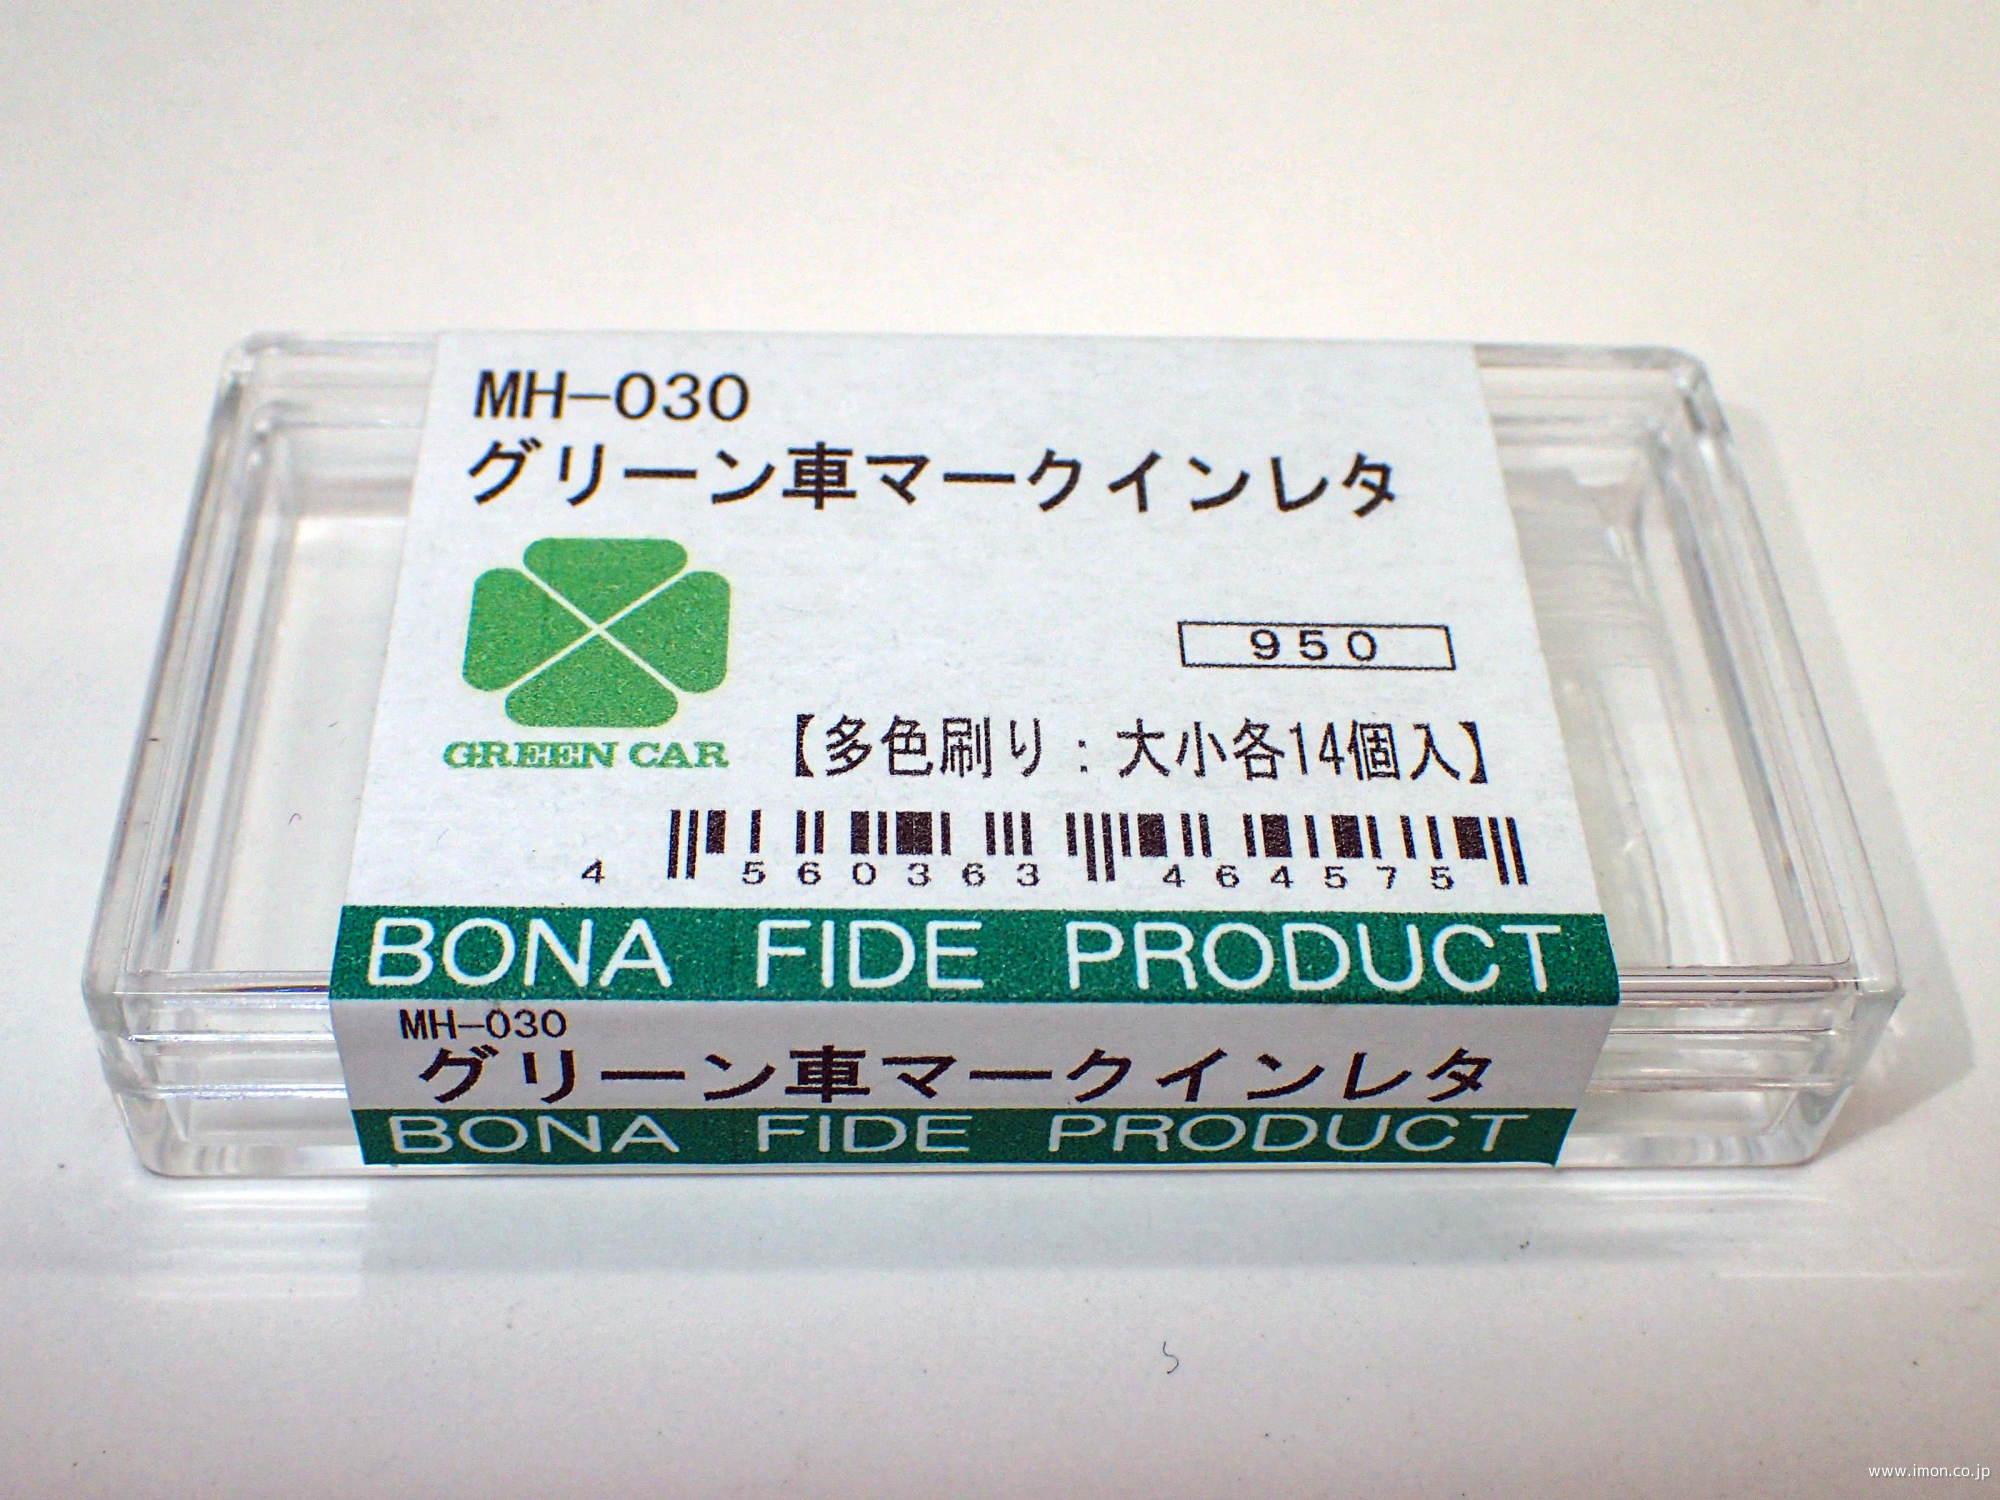 MH-030
グリーン車マークインレタ
950
GREEN CAR
【多色刷り：大小各14個入】
4 560363 464575
BONA FIDE PRODUCT
MH-030
グリーン車マークインレタ
BONA FIDE PRODUCT
www.imon.co.jp